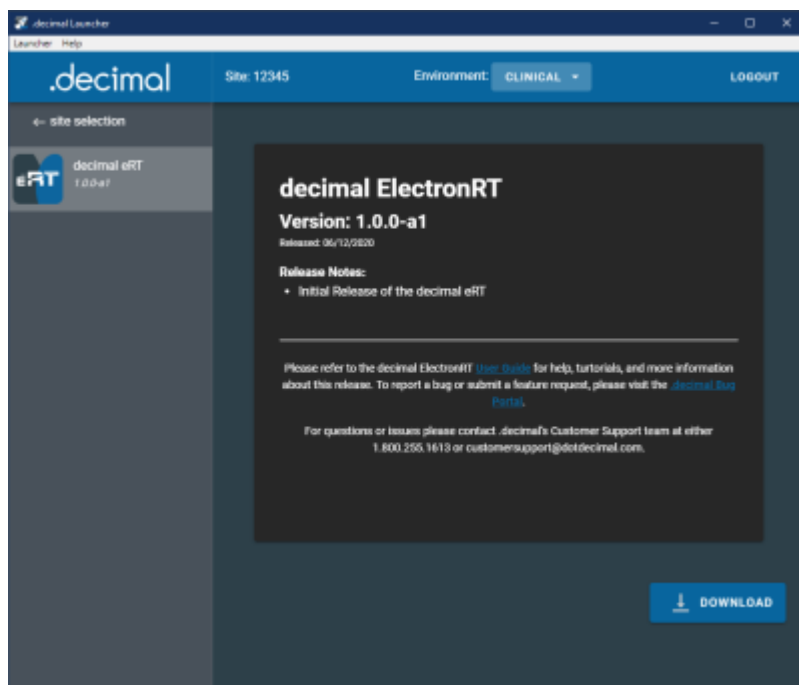 .decimal Launcher
Launcher Help
.decimal
Site: 12345
Environment:
CLINICAL
LOGOUT
← site selection
eRT
decimal eRT
1.0.0-a1
decimal ElectronRT
Version: 1.0.0-a1
Released: 06/12/2020
Release Notes:
• Initial Release of the decimal eRT
Please refer to the decimal ElectronRT User Guide for help, turtorials, and more information
about this release. To report a bug or submit a feature request, please visit the .decimal Bug
Portal.
For questions or issues please contact .decimal's Customer Support team at either
1.800.255.1613 or customersupport@dotdecimal.com.
DOWNLOAD